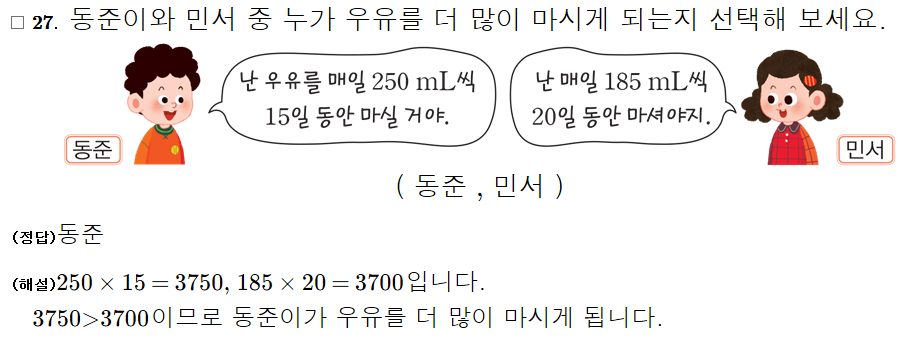 □ 27. 동준이와 민서 중 누가 우유를 더 많이 마시게 되는지 선택해 보세요.
난 우유를 매일 250 mL씩
15일 동안 마실 거야.
동준
난 매일 185 mL씩
20일 동안 마셔야지.
민서
( 동준 , 민서 )
(정답)동준
(해설)250 × 15 = 3750, 185 × 20 = 3700입니다.
3750>3700이므로 동준이가 우유를 더 많이 마시게 됩니다.